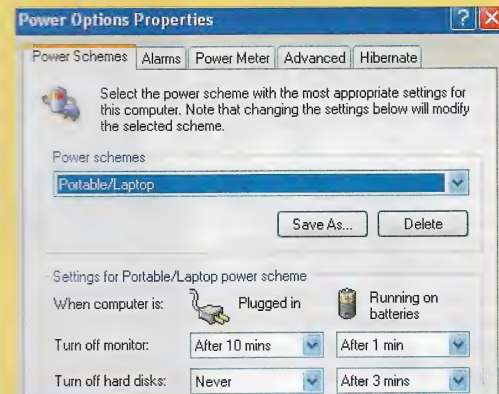 Power Options Properties
Power Schemes Alarms Power Meter Advanced Hibernate
Select the power scheme with the most appropriate settings for
this computer. Note that changing the settings below will modify
the selected scheme.
Power schemes
Portable/Laptop
Save As... Delete
Settings for Portable/Laptop power scheme
When computer is: Plugged in Running on
batteries
Turn off monitor: After 10 mins After 1 min
Turn off hard disks: Never After 3 mins